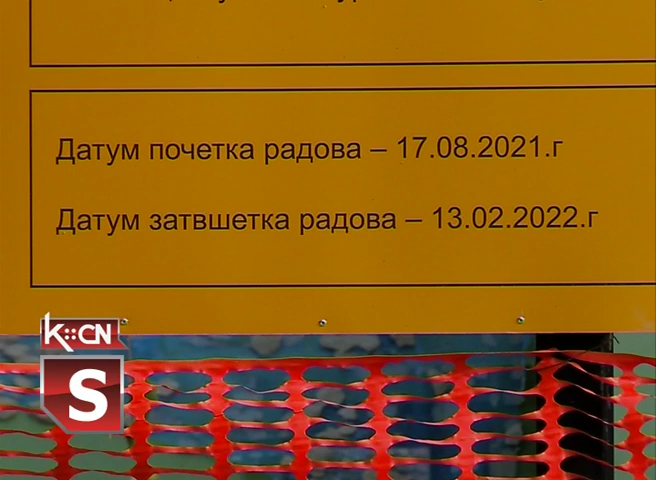 Датум почетка радова – 17.08.2021.г
Датум затвшетка радова – 13.02.2022.г
K::CN
S